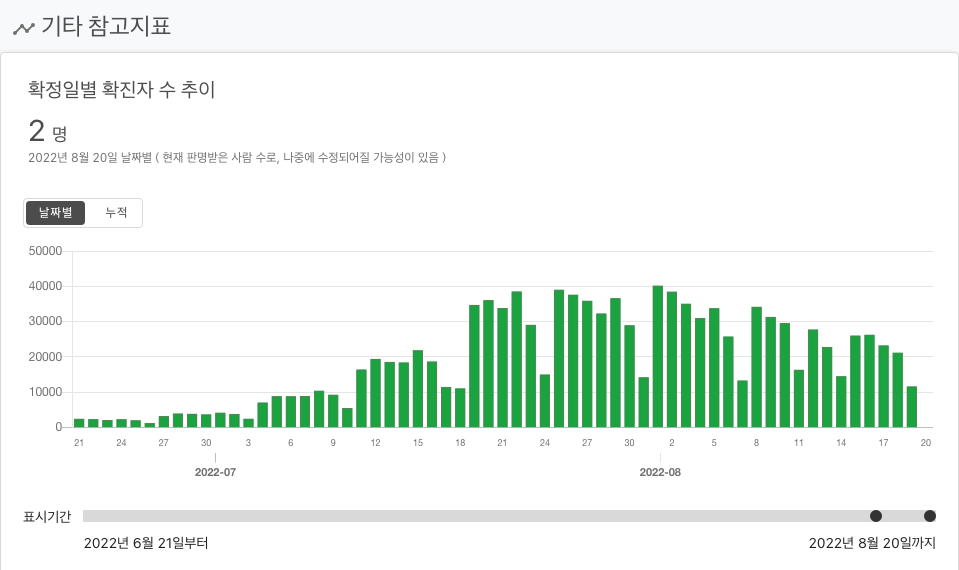 기타 참고지표
확정일별 확진자 수 추이
2 명
2022년 8월 20일 날짜별 ( 현재 판명받은 사람 수로, 나중에 수정되어질 가능성이 있음 )
날짜별 누적
50000
40000
30000
20000
10000
0
21 24 27 30 3 6 9 12 15 18 21 24 27 30 2 5 8 11 14 17 20
2022-07 2022-08
표시기간
2022년 6월 21일부터 2022년 8월 20일까지